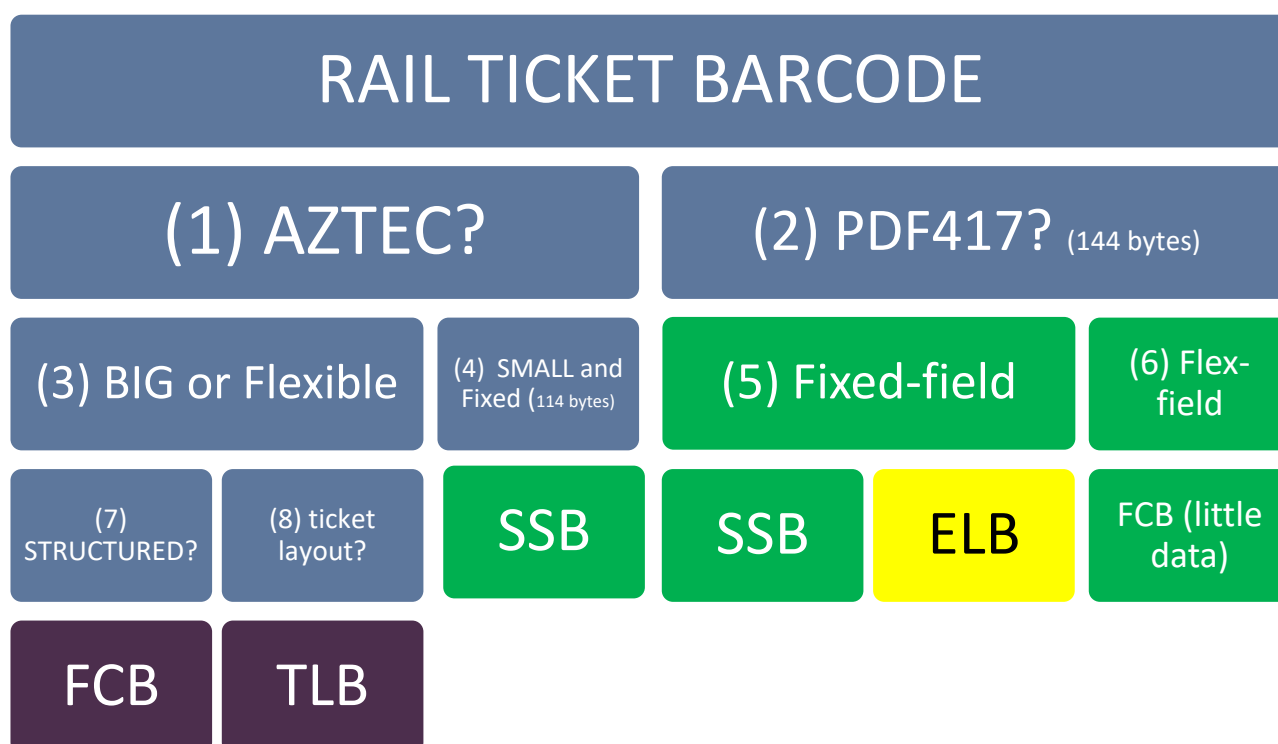 RAIL TICKET BARCODE
(1) AZTEC?
(2) PDF417? (144 bytes)
(3) BIG or Flexible
(4) SMALL and
Fixed (114 bytes)
(5) Fixed-field
(6) Flex-
field
(7)
STRUCTURED?
(8) ticket
layout?
SSB
SSB
ELB
FCB (little
data)
FCB
TLB